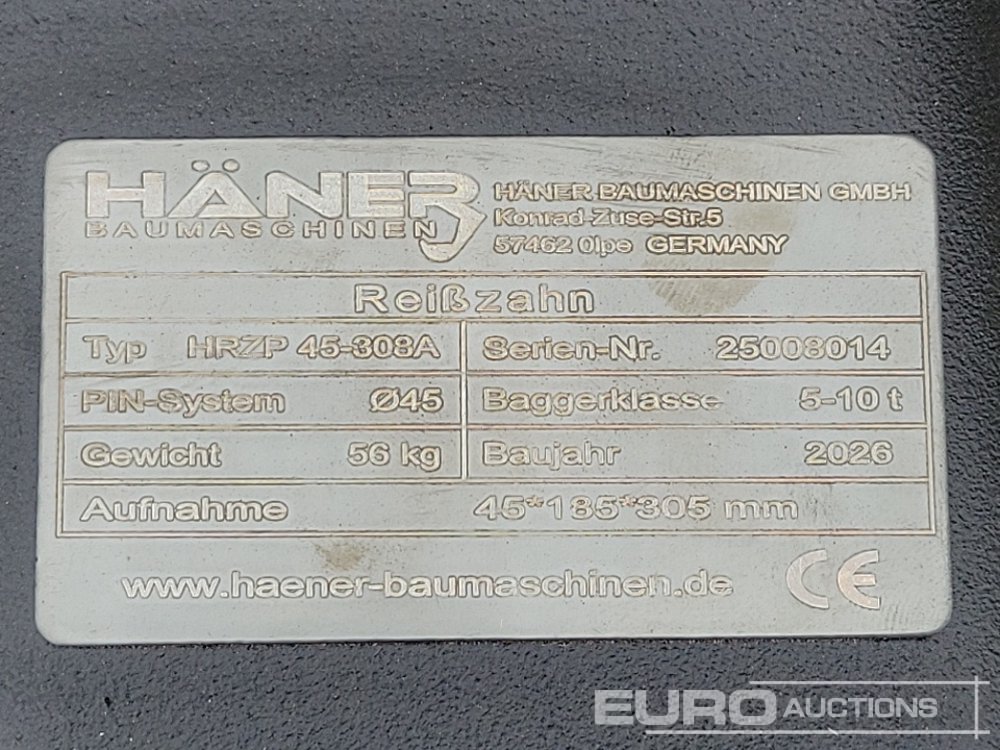 HÄNER
BAUMASCHINEN
HÄNER BAUMASCHINEN GMBH
Konrad-Zuse-Str.5
57462 Olpe GERMANY
Reißzahn
Typ HRZP 45-308A
Serien-Nr. 25008014
PIN-System Ø45
Baggerklasse 5-10 t
Gewicht 56 kg
Baujahr 2026
Aufnahme 45*185*305 mm
www.haener-baumaschinen.de
CE
EURO AUCTIONS